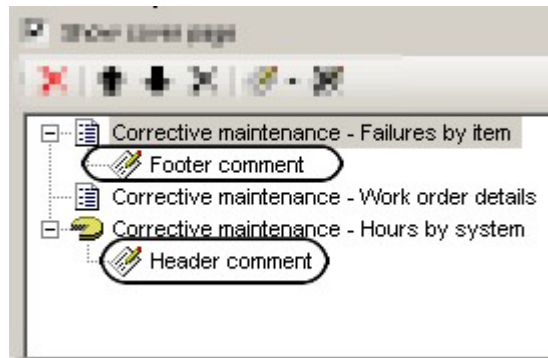 Corrective maintenance - Failures by item
Footer comment
Corrective maintenance - Work order details
Corrective maintenance - Hours by system
Header comment